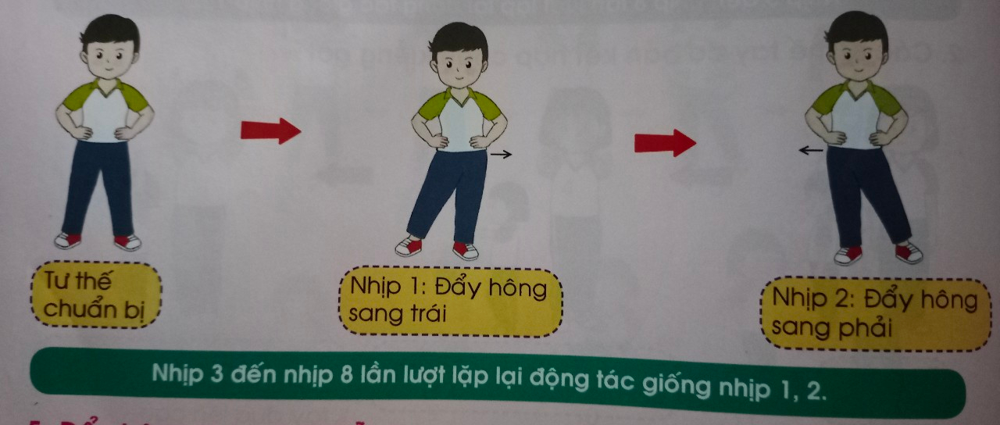 Tư thế
chuẩn bị
Nhịp 1: Đẩy hông
sang trái
Nhịp 2: Đẩy hông
sang phải
Nhịp 3 đến nhịp 8 lần lượt lặp lại động tác giống nhịp 1, 2.